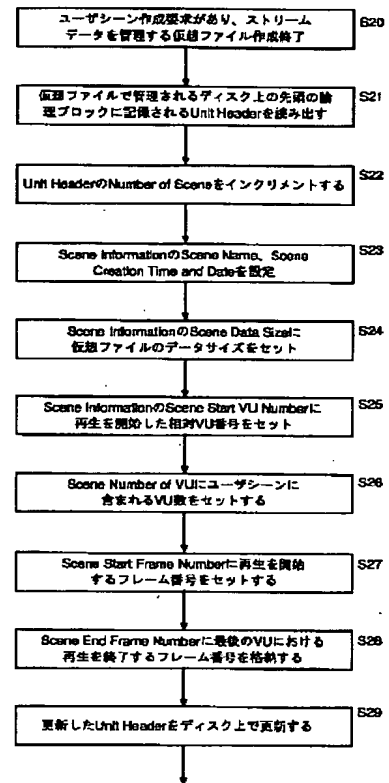 ユーザシーン作成要求があり、ストリーム
データを管理する仮想ファイル作成終了
S20
仮想ファイルで管理されるディスク上の先頭の論
理ブロックに記録されるUnit Headerを読み出す
S21
Unit HeaderのNumber of Sceneをインクリメントする
S22
Scene InformationのScene Name、Scene
Creation Time and Dateを設定
S23
Scene InformationのScene Data Sizeに
仮想ファイルのデータサイズをセット
S24
Scene InformationのScene Start VU Numberに
再生を開始した相対VU番号をセット
S25
Scene Number of VUにユーザシーンに
含まれるVU数をセットする
S26
Scene Start Frame Numberに再生を開始
するフレーム番号をセットする
S27
Scene End Frame Numberに最後のVUにおける
再生を終了するフレーム番号を格納する
S28
更新したUnit Headerをディスク上で更新する
S29